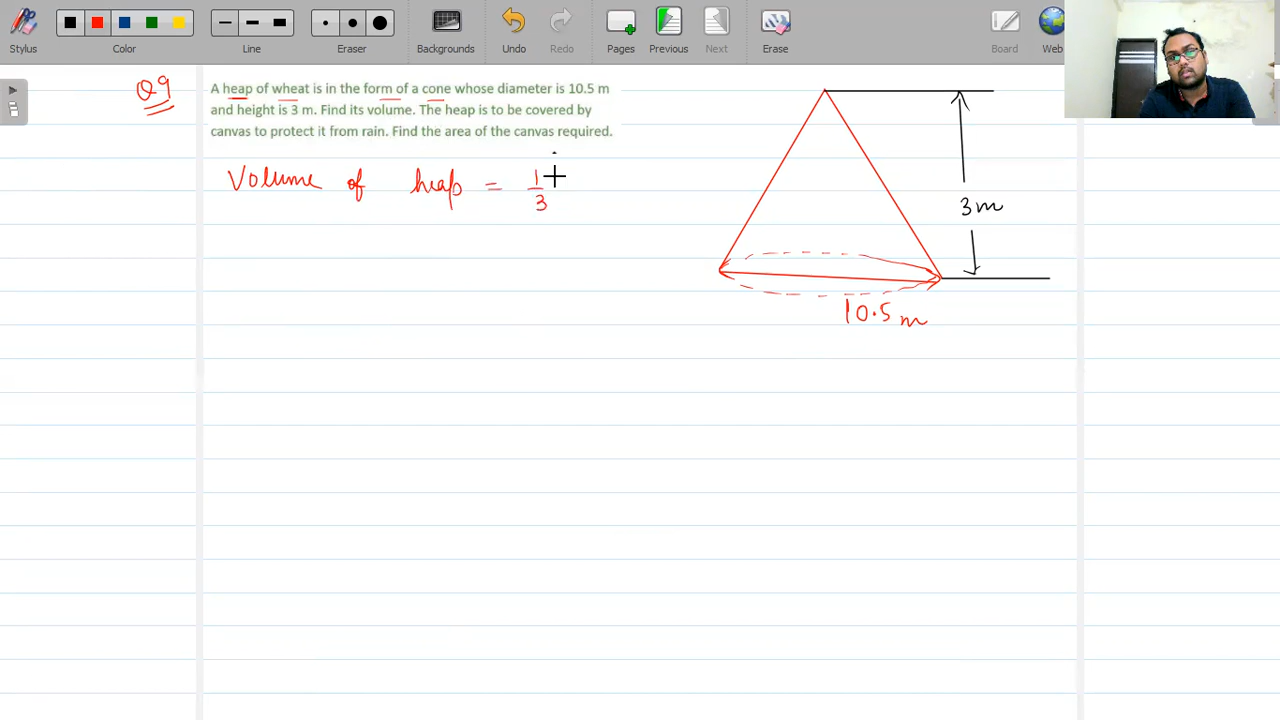 Stylus
Color
Line
Eraser
Backgrounds
Undo
Redo
Pages
Previous
Next
Erase
Board
Web
Q9
A heap of wheat is in the form of a cone whose diameter is 10.5 m
and height is 3 m. Find its volume. The heap is to be covered by
canvas to protect it from rain. Find the area of the canvas required.
Volume of heap = 1/3
3m
10.5 m